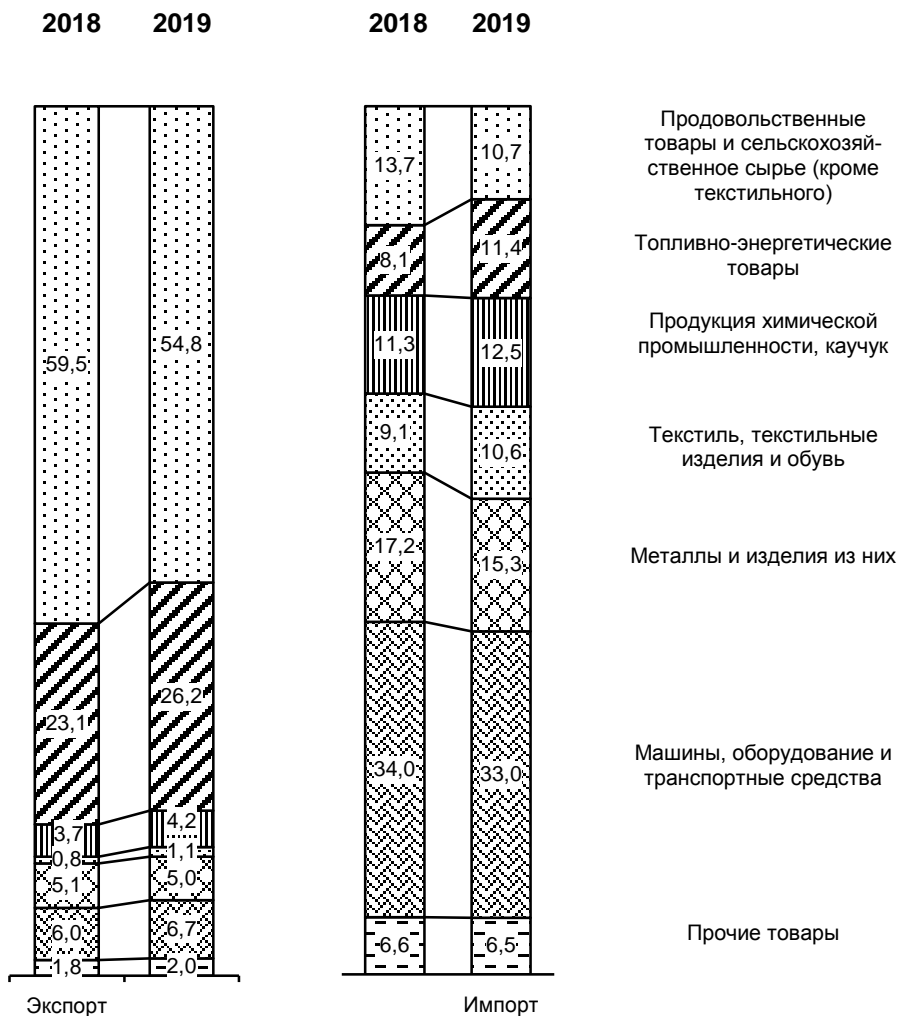 2018 2019 2018 2019
Продовольственные
товары и сельскохозяй-
ственное сырье (кроме
текстильного)
13,7 10,7
Топливно-энергетические
товары
8,1 11,4
Продукция химической
промышленности, каучук
59,5 54,8 11,3 12,5
Текстиль, текстильные
изделия и обувь
9,1 10,6
Металлы и изделия из них
17,2 15,3
23,1 26,2
Машины, оборудование и
транспортные средства
34,0 33,0
3,7 4,2
0,8 1,1
5,1 5,0
Прочие товары
6,0 6,7 6,6 6,5
1,8 2,0
Экспорт Импорт